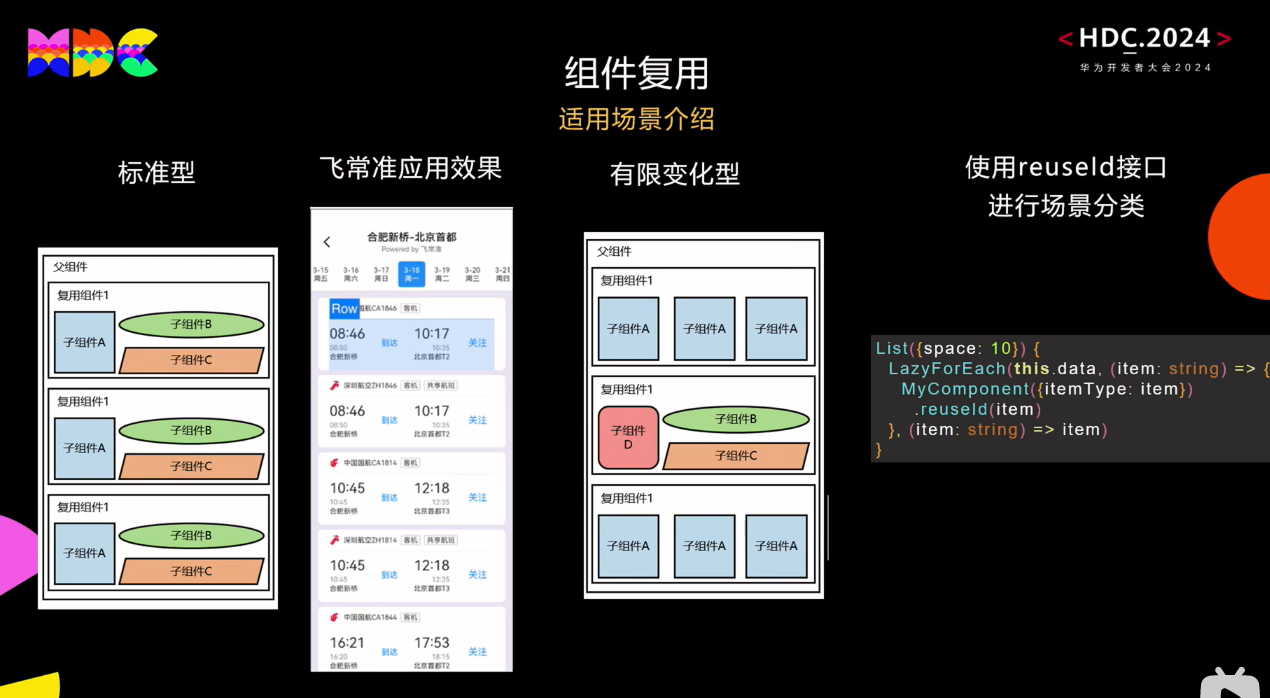 HDC
< HDC.2024 >
华为开发者大会2024
组件复用
适用场景介绍
标准型
父组件
复用组件1
子组件A
子组件B
子组件C
复用组件1
子组件A
子组件B
子组件C
复用组件1
子组件A
子组件B
子组件C
飞常准应用效果
合肥新桥-北京首都
Powered by 飞常准
3-15 3-16 3-17 3-18 3-19 3-20 3-21
周五 周六 周日 周一 周二 周三 周四
Row 国航CA1846 客机
08:46 到达 10:17 关注
08:50 10:35
合肥新桥 北京首都T2
深圳航空ZH1846 客机 共享航班
08:46 到达 10:17 关注
08:50 10:35
合肥新桥 北京首都T2
中国国航CA1814 客机
10:45 到达 12:18 关注
10:45 12:35
合肥新桥 北京首都T3
深圳航空ZH1814 客机 共享航班
10:45 到达 12:18 关注
10:45 12:35
合肥新桥 北京首都T3
中国国航CA1844 客机
16:21 到达 17:53 关注
16:20 18:15
合肥新桥 北京首都T2
有限变化型
父组件
复用组件1
子组件A 子组件A 子组件A
复用组件1
子组件
D
子组件B
子组件C
复用组件1
子组件A 子组件A 子组件A
使用reuseId接口
进行场景分类
List({space: 10}) {
LazyForEach(this.data, (item: string) => {
MyComponent({itemType: item})
.reuseId(item)
}, (item: string) => item)
}